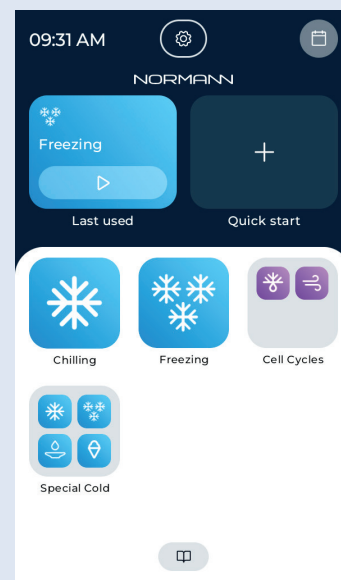 09:31 AM
NORMANN
Freezing
Last used
Quick start
Chilling
Freezing
Cell Cycles
Special Cold